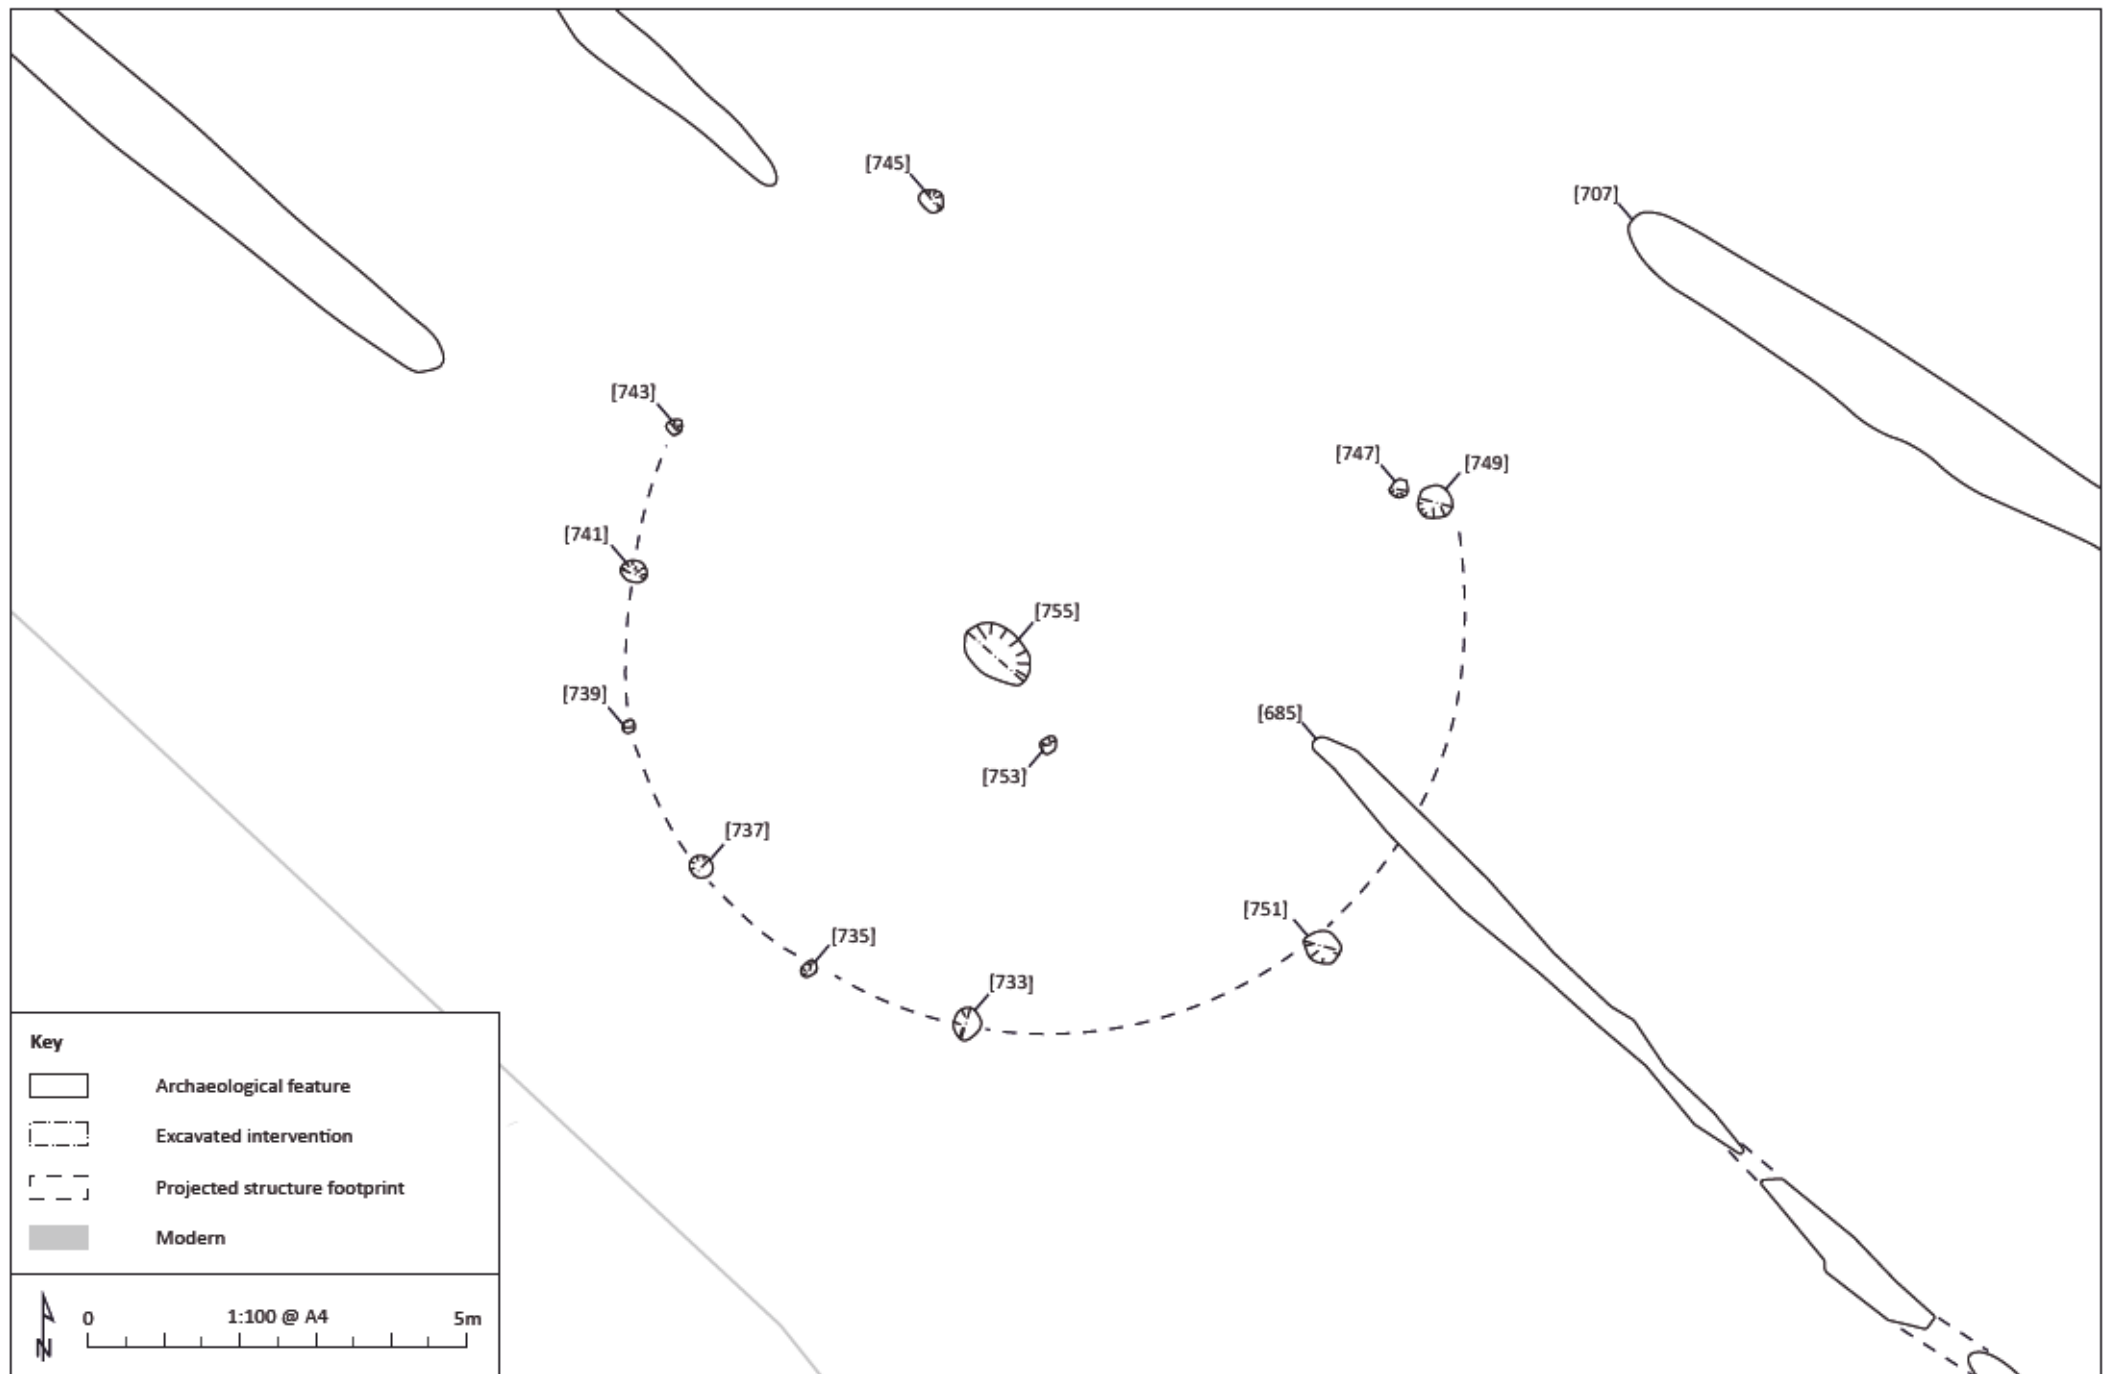 [745]
[707]
[743]
[747]
[749]
[741]
[755]
[739]
[685]
[753]
[737]
[751]
[735]
[733]
Key
Archaeological feature
Excavated intervention
Projected structure footprint
Modern
0 1:100 @ A4 5m
N